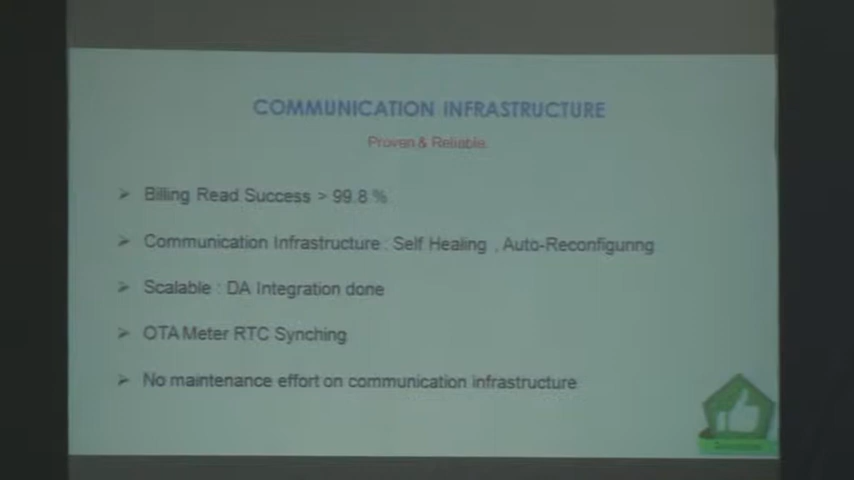 COMMUNICATION INFRASTRUCTURE
Proven & Reliable
➢ Billing Read Success > 99.8 %
➢ Communication Infrastructure : Self Healing , Auto-Reconfiguring
➢ Scalable : DA Integration done
➢ OTA Meter RTC Synching
➢ No maintenance effort on communication infrastructure